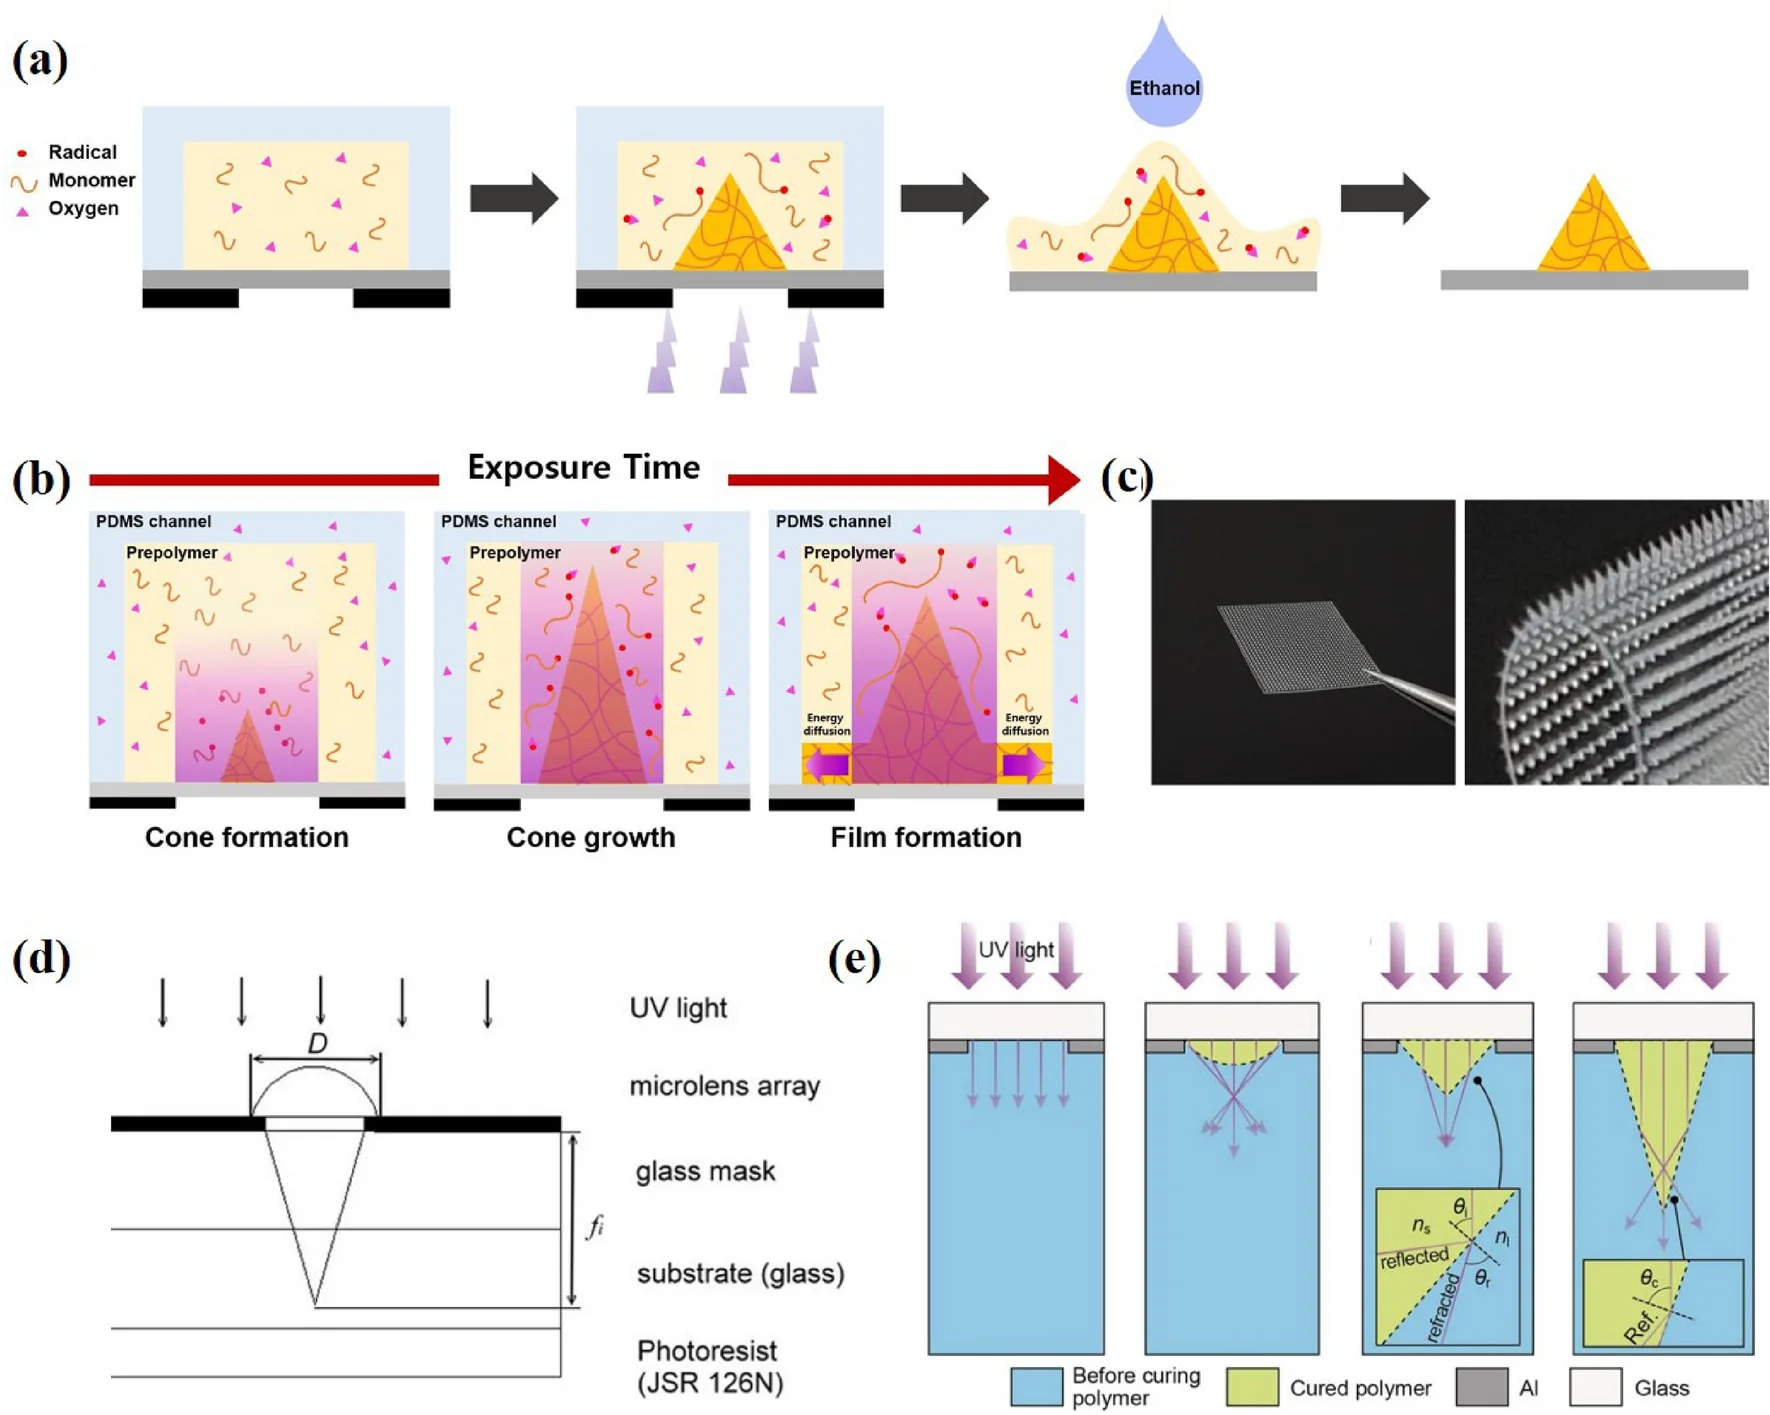 (a)
Ethanol
Radical
Monomer
Oxygen
(b)
Exposure Time
PDMS channel
Prepolymer
PDMS channel
Prepolymer
PDMS channel
Prepolymer
Energy
diffusion
Energy
diffusion
Cone formation
Cone growth
Film formation
(c)
(d)
D
UV light
microlens array
glass mask
fi
substrate (glass)
Photoresist
(JSR 126N)
(e)
UV light
θi
ns
nl
reflected
θr
refracted
θc
Ref.
Before curing
polymer
Cured polymer
Al
Glass